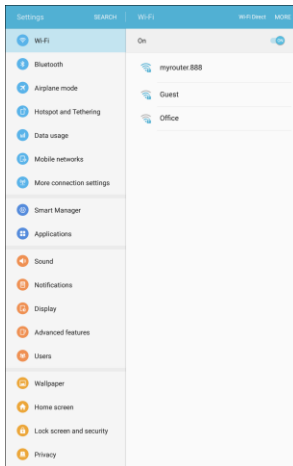 Settings SEARCH Wi-Fi Wi-Fi Direct MORE
Wi-Fi
On
ON
Bluetooth
myrouter.888
Airplane mode
Guest
Hotspot and Tethering
Office
Data usage
Mobile networks
More connection settings
Smart Manager
Applications
Sound
Notifications
Display
Advanced features
Users
Wallpaper
Home screen
Lock screen and security
Privacy